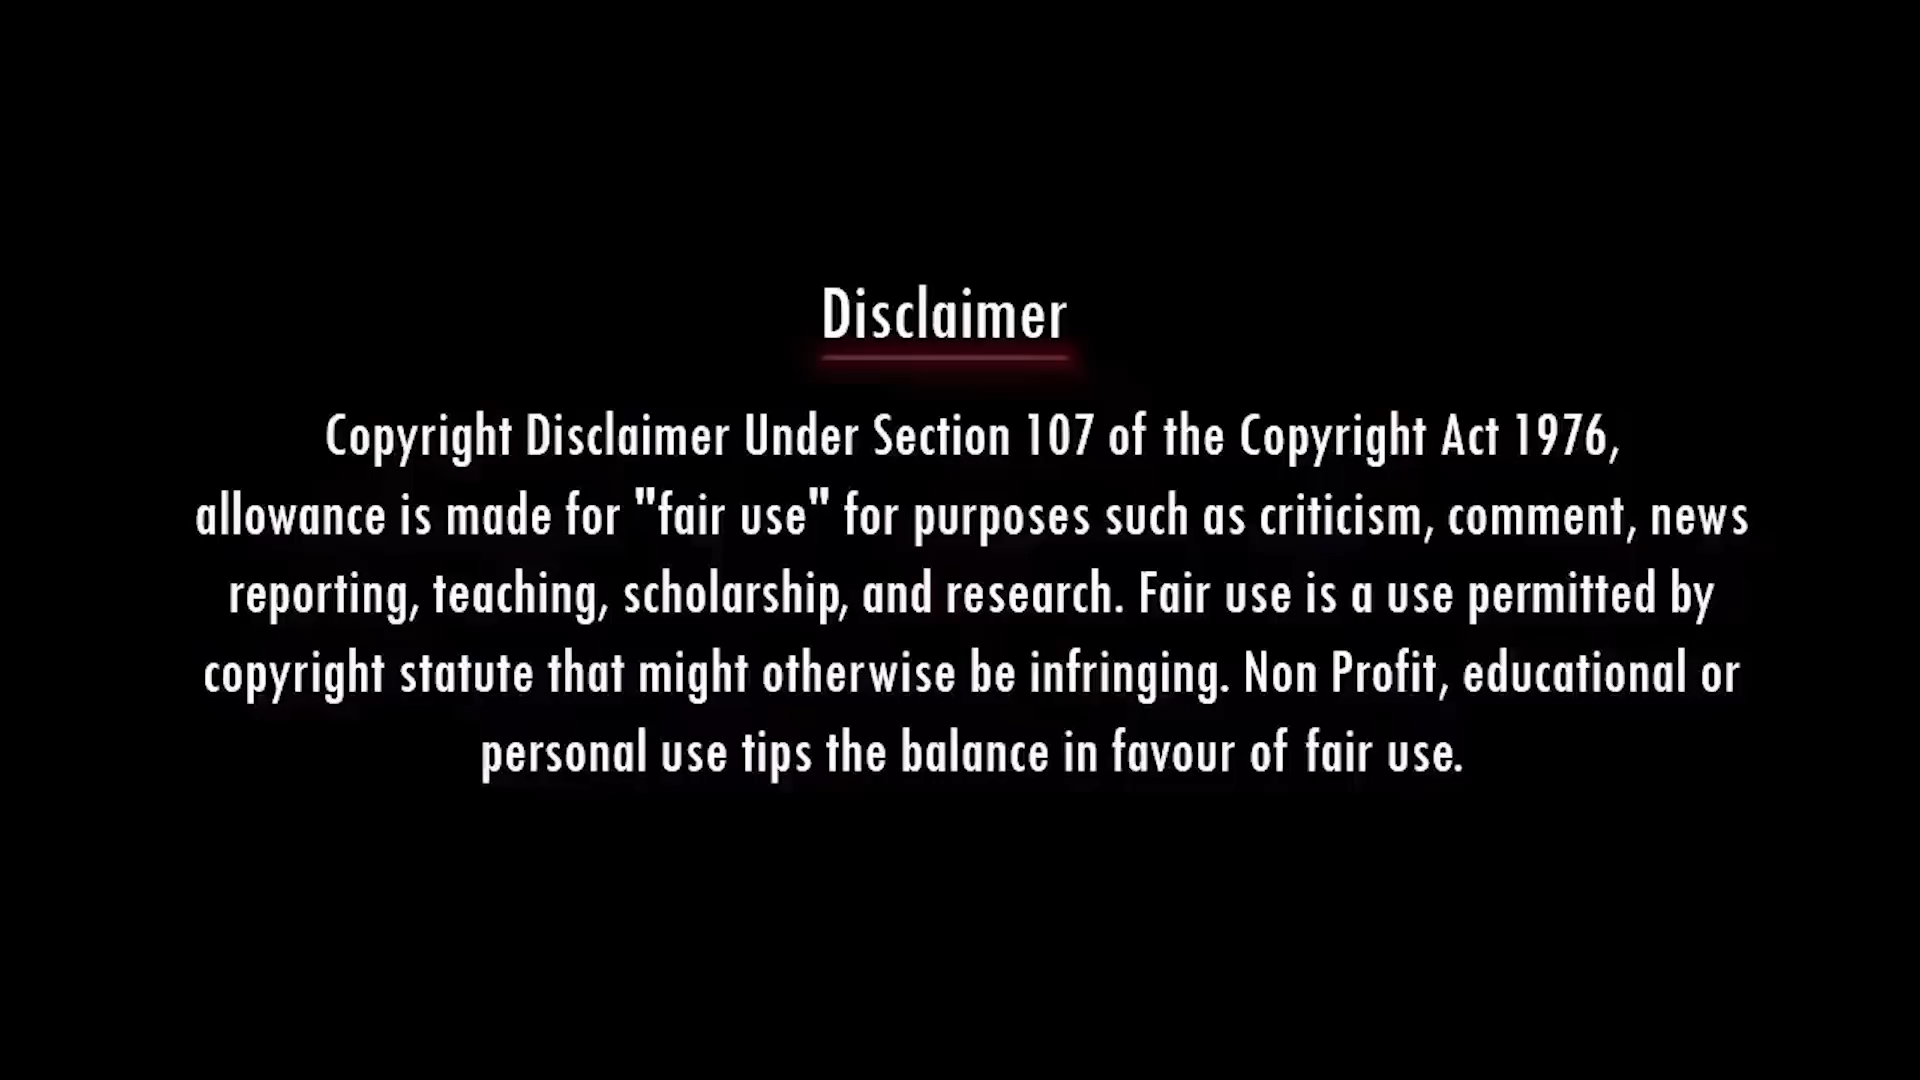 Disclaimer
Copyright Disclaimer Under Section 107 of the Copyright Act 1976,
allowance is made for "fair use" for purposes such as criticism, comment, news
reporting, teaching, scholarship, and research. Fair use is a use permitted by
copyright statute that might otherwise be infringing. Non Profit, educational or
personal use tips the balance in favour of fair use.